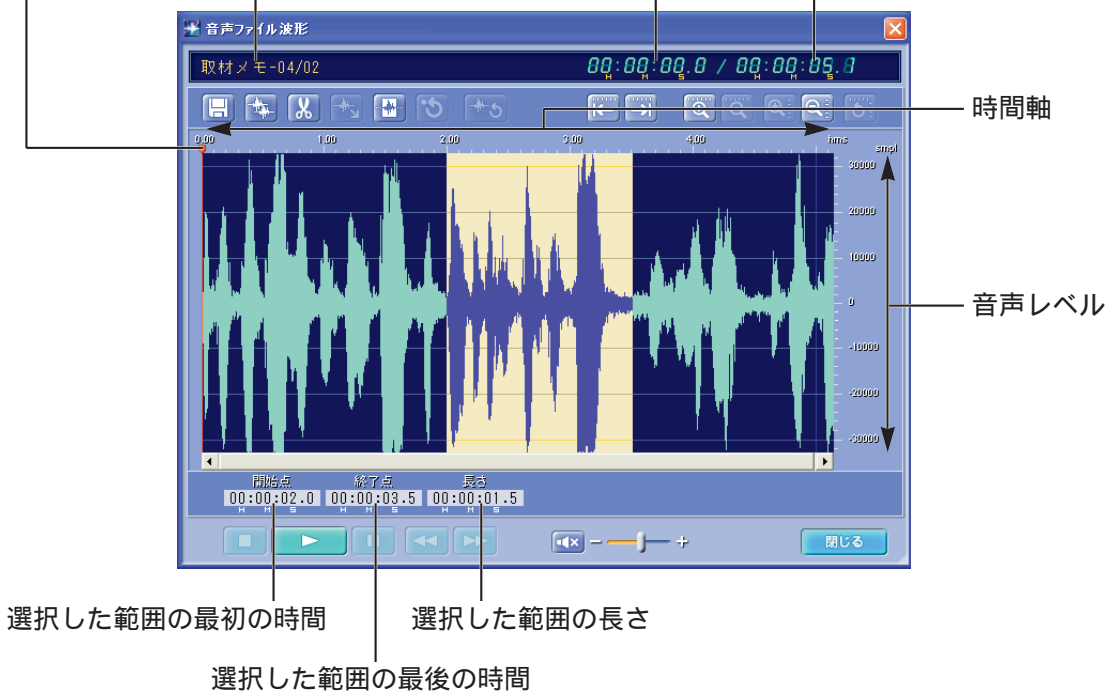 音声ファイル波形
取材メモ-04/02
00:00:00.0 / 00:00:05.8
H M S H M S
時間軸
0.00 1.00 2.00 3.00 4.00 hms
smpl
30000
20000
10000
0
-10000
-20000
-30000
音声レベル
開始点 終了点 長さ
00:00:02.0 00:00:03.5 00:00:01.5
H M S H M S H M S
閉じる
選択した範囲の最初の時間
選択した範囲の長さ
選択した範囲の最後の時間